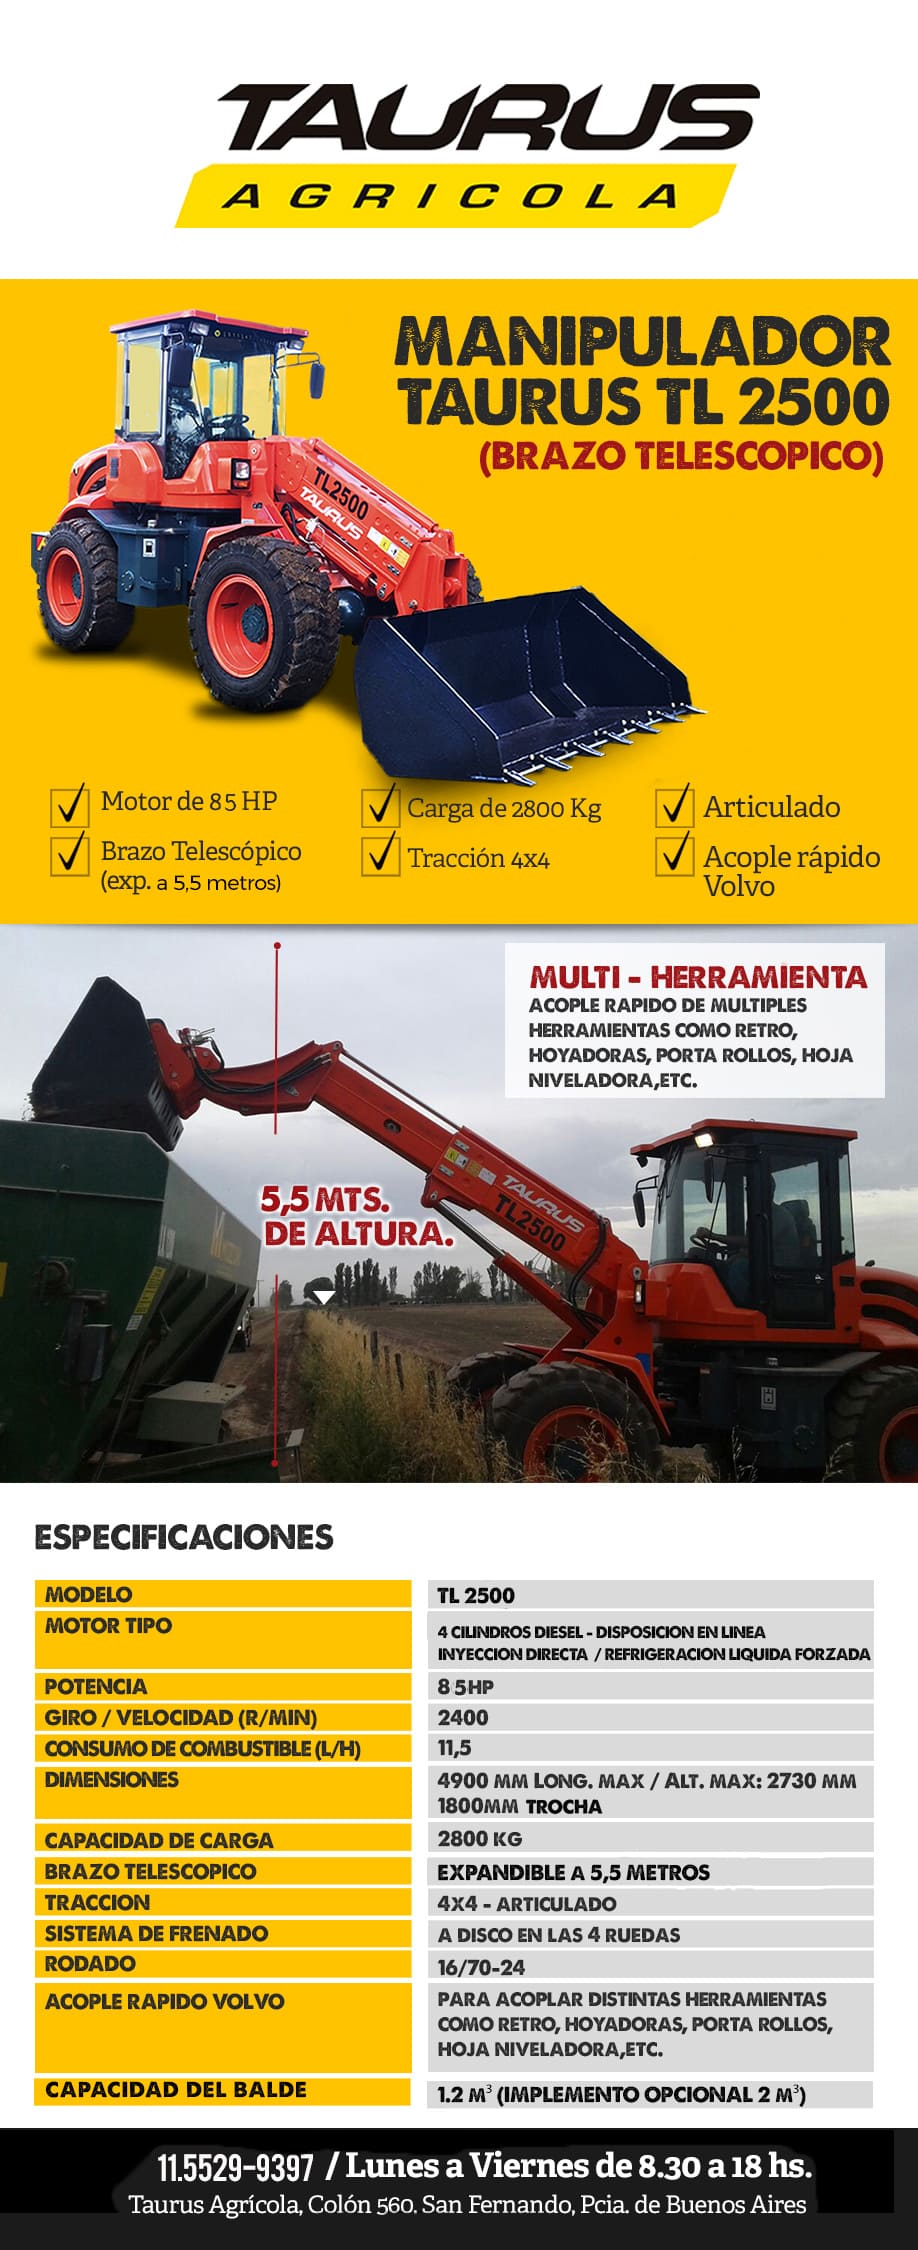 TAURUS
AGRICOLA
MANIPULADOR
TAURUS TL 2500
(BRAZO TELESCOPICO)
TL2500
TAURUS
Motor de 85 HP
Carga de 2800 Kg
Articulado
Brazo Telescópico
(exp. a 5,5 metros)
Tracción 4x4
Acople rápido
Volvo
MULTI - HERRAMIENTA
ACOPLE RAPIDO DE MULTIPLES
HERRAMIENTAS COMO RETRO,
HOYADORAS, PORTA ROLLOS, HOJA
NIVELADORA,ETC.
5,5 MTS.
DE ALTURA.
TAURUS
TL2500
ESPECIFICACIONES
MODELO
TL 2500
MOTOR TIPO
4 CILINDROS DIESEL - DISPOSICION EN LINEA
INYECCION DIRECTA / REFRIGERACION LIQUIDA FORZADA
POTENCIA
85HP
GIRO / VELOCIDAD (R/MIN)
2400
CONSUMO DE COMBUSTIBLE (L/H)
11,5
DIMENSIONES
4900 MM LONG. MAX / ALT. MAX: 2730 MM
1800MM TROCHA
CAPACIDAD DE CARGA
2800 KG
BRAZO TELESCOPICO
EXPANDIBLE A 5,5 METROS
TRACCION
4X4 - ARTICULADO
SISTEMA DE FRENADO
A DISCO EN LAS 4 RUEDAS
RODADO
16/70-24
ACOPLE RAPIDO VOLVO
PARA ACOPLAR DISTINTAS HERRAMIENTAS
COMO RETRO, HOYADORAS, PORTA ROLLOS,
HOJA NIVELADORA,ETC.
CAPACIDAD DEL BALDE
1.2 M³ (IMPLEMENTO OPCIONAL 2 M³)
11.5529-9397 / Lunes a Viernes de 8.30 a 18 hs.
Taurus Agrícola, Colón 560. San Fernando, Pcia. de Buenos Aires